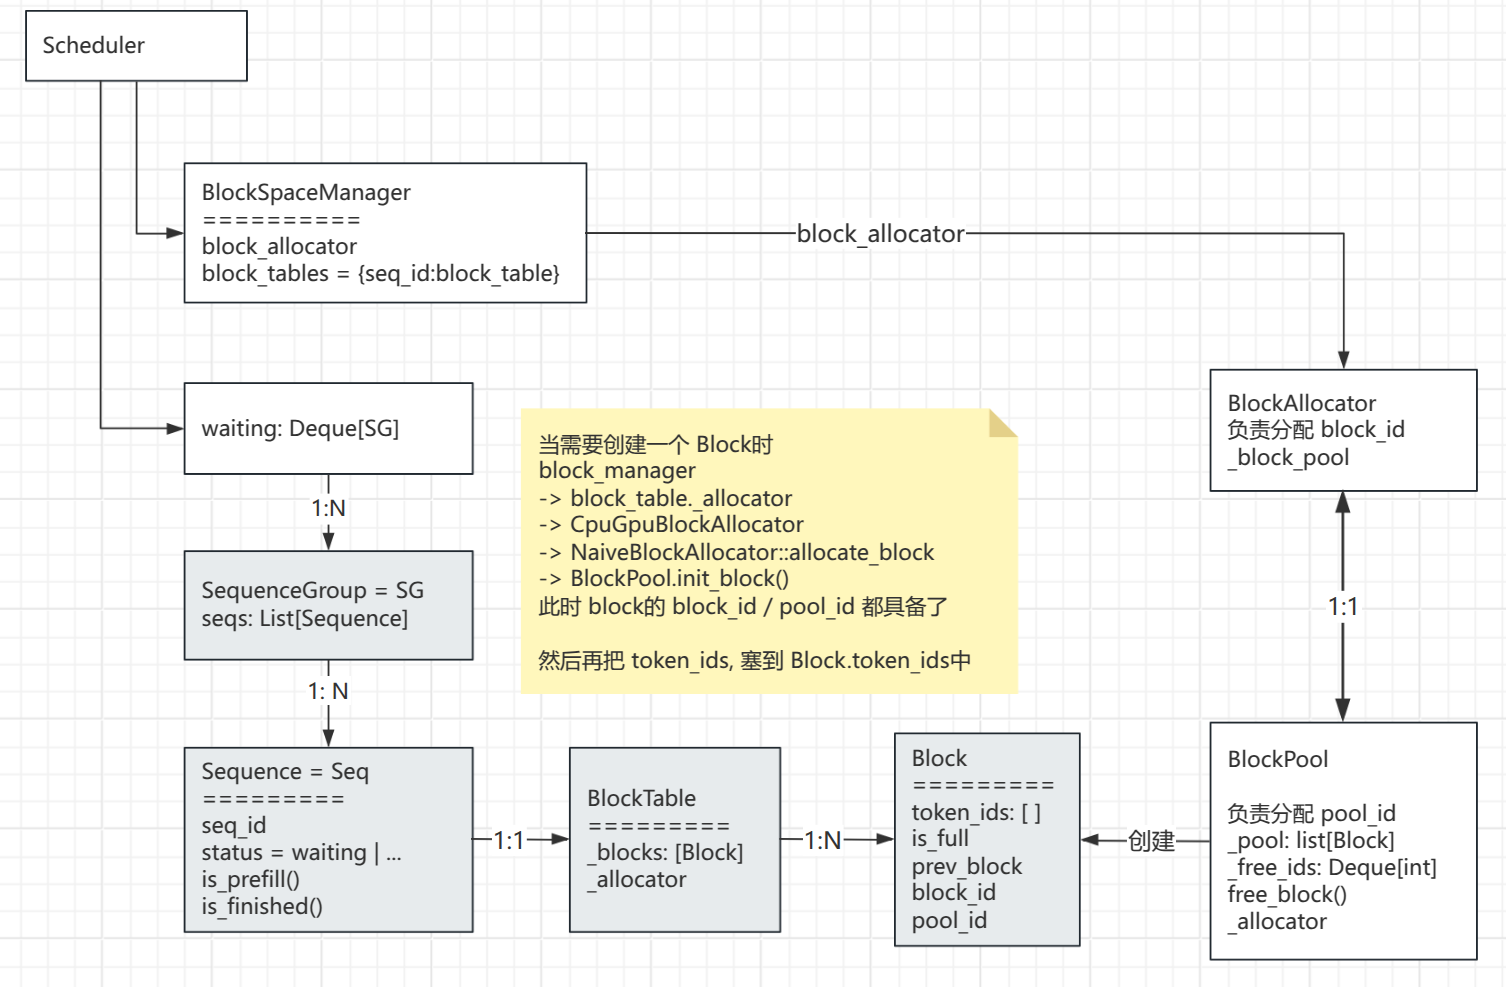 Scheduler
BlockSpaceManager
==========
block_allocator
block_tables = {seq_id:block_table}
block_allocator
waiting: Deque[SG]
1:N
SequenceGroup = SG
seqs: List[Sequence]
1: N
Sequence = Seq
=========
seq_id
status = waiting | ...
is_prefill()
is_finished()
1:1
BlockTable
=========
_blocks: [Block]
_allocator
1:N
当需要创建一个 Block时
block_manager
-> block_table._allocator
-> CpuGpuBlockAllocator
-> NaiveBlockAllocator::allocate_block
-> BlockPool.init_block()
此时 block的 block_id / pool_id 都具备了
然后再把 token_ids, 塞到 Block.token_ids中
Block
=========
token_ids: [ ]
is_full
prev_block
block_id
pool_id
创建
BlockAllocator
负责分配 block_id
_block_pool
1:1
BlockPool
负责分配 pool_id
_pool: list[Block]
_free_ids: Deque[int]
free_block()
_allocator